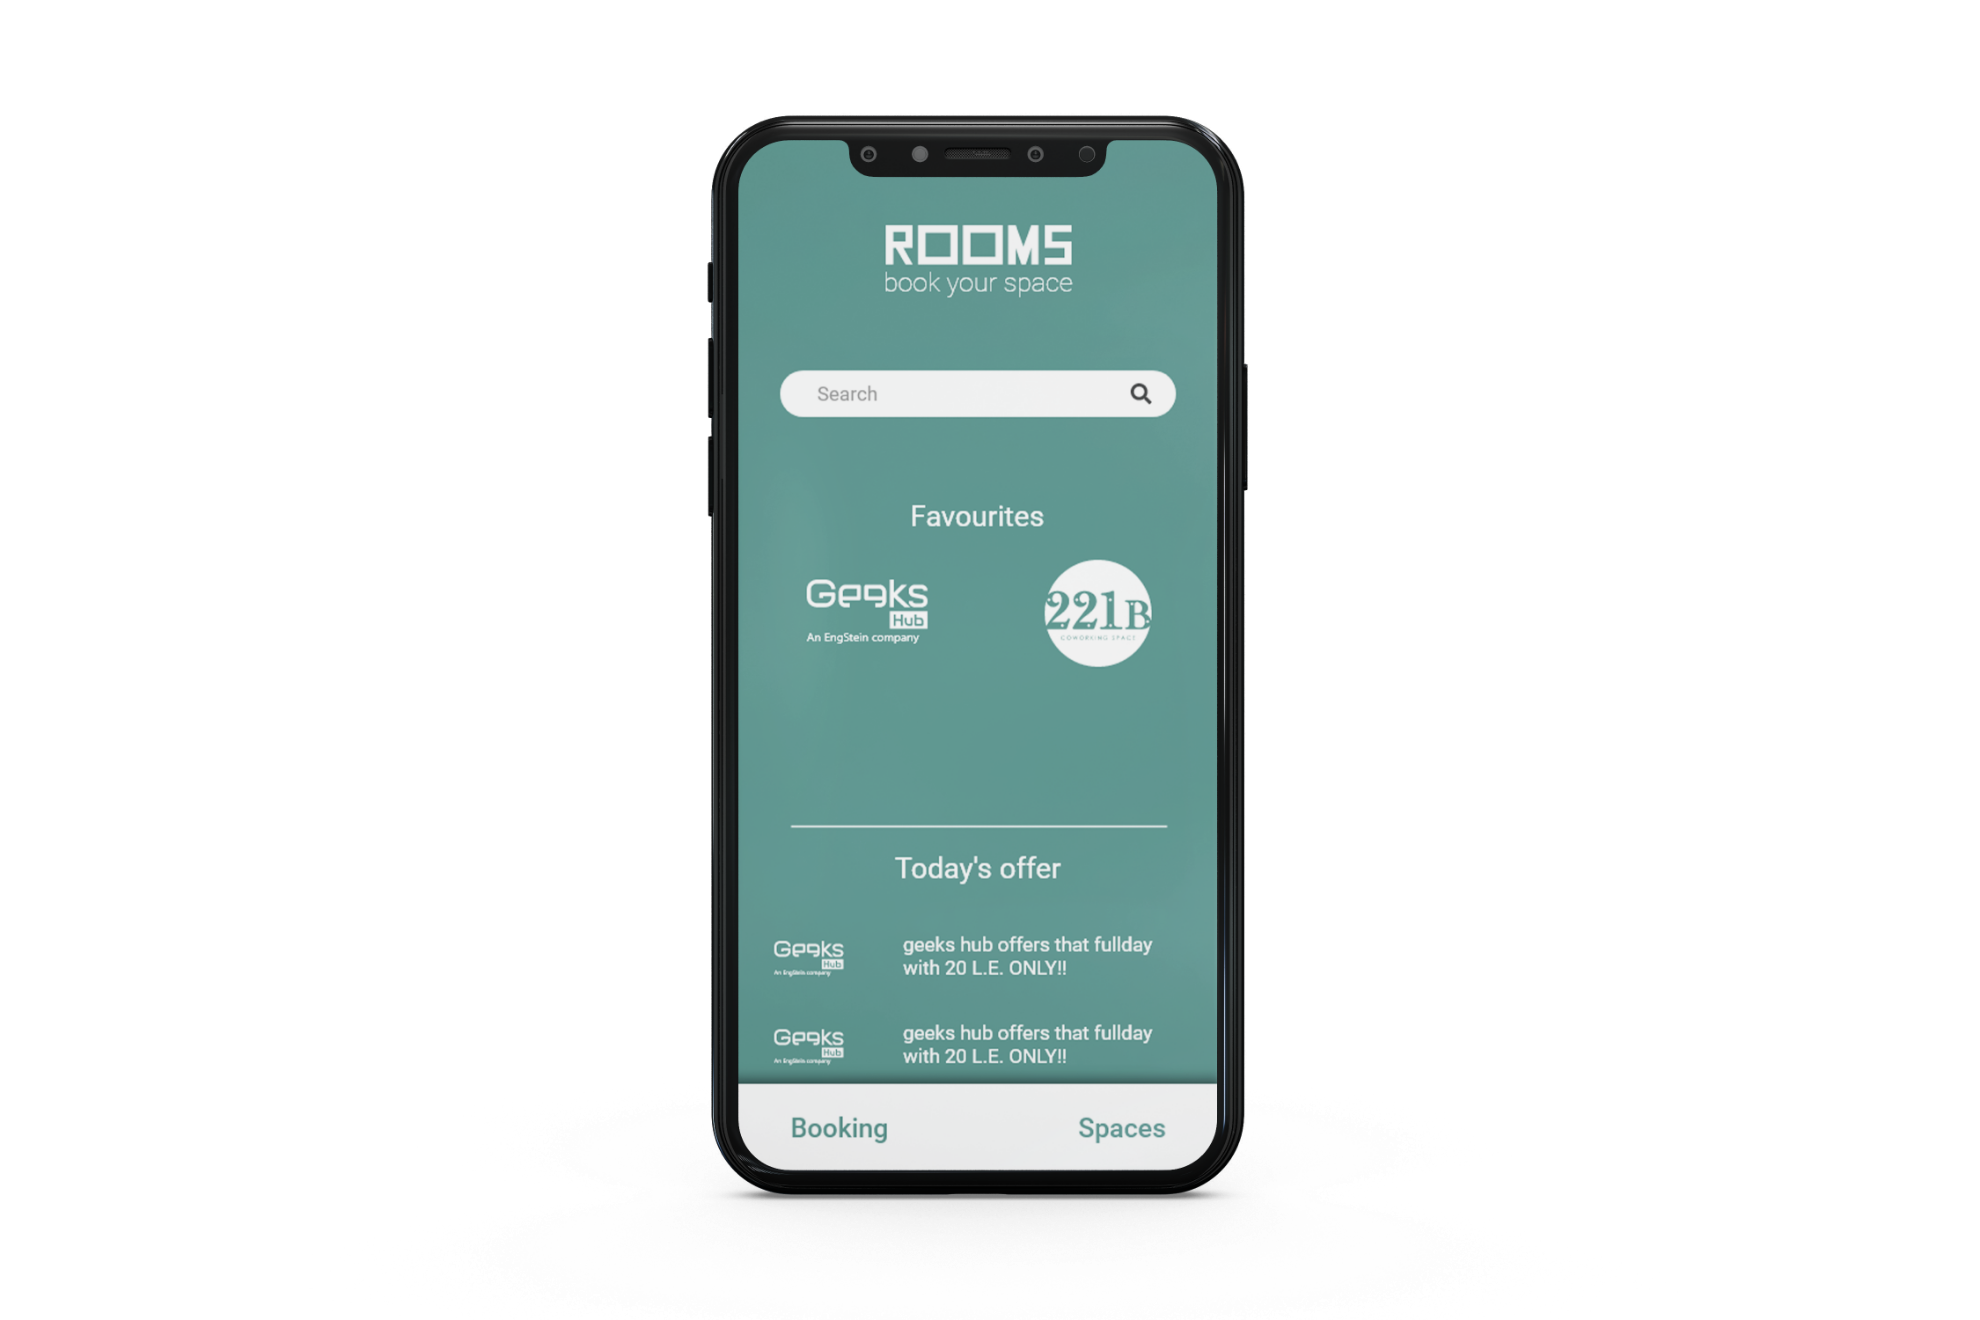 ROOMS
book your space
Search
Favourites
Geeks
Hub
An EngStein company
221B
COWORKING SPACE
Today's offer
Geeks
Hub
An EngStein company
geeks hub offers that fullday
with 20 L.E. ONLY!!
Geeks
Hub
An EngStein company
geeks hub offers that fullday
with 20 L.E. ONLY!!
Booking
Spaces